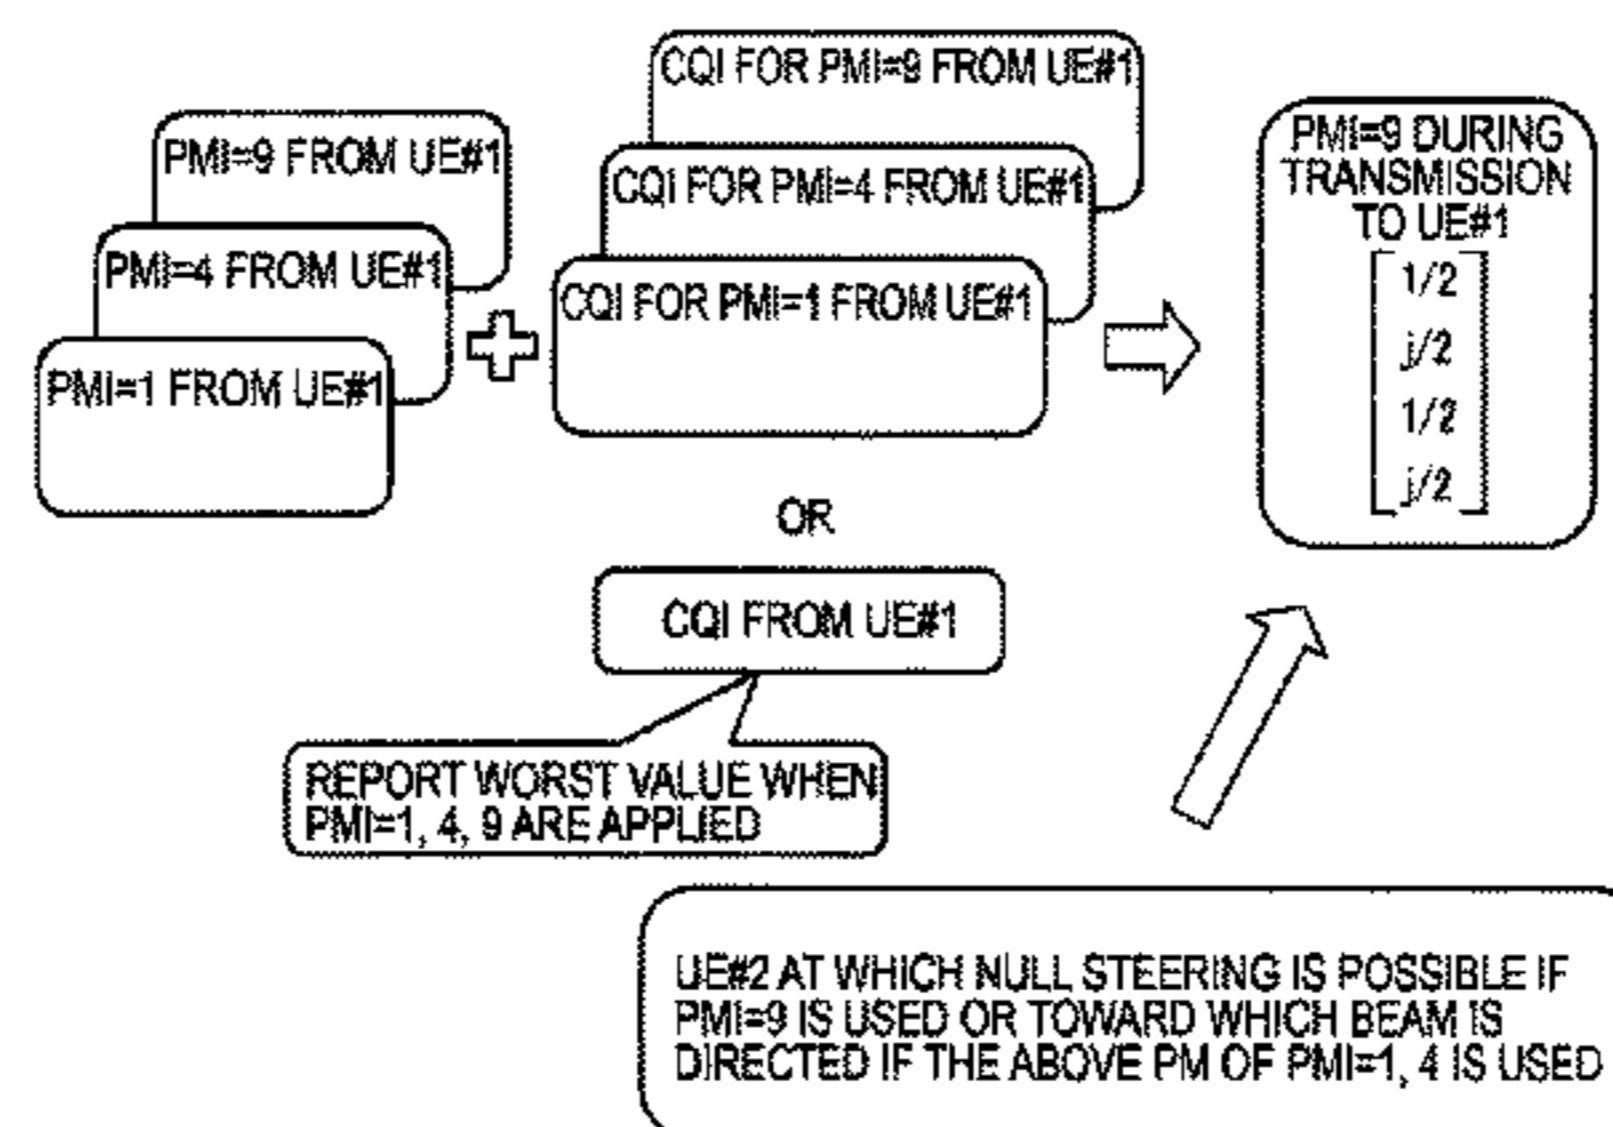 CQI FOR PMI=9 FROM UE#1
PMI=9 FROM UE#1
CQI FOR PMI=4 FROM UE#1
PMI=4 FROM UE#1
CQI FOR PMI=1 FROM UE#1
PMI=1 FROM UE#1
PMI=9 DURING
TRANSMISSION
TO UE#1
1/2
j/2
1/2
j/2
OR
CQI FROM UE#1
REPORT WORST VALUE WHEN
PMI=1, 4, 9 ARE APPLIED
UE#2 AT WHICH NULL STEERING IS POSSIBLE IF
PMI=9 IS USED OR TOWARD WHICH BEAM IS
DIRECTED IF THE ABOVE PM OF PMI=1, 4 IS USED